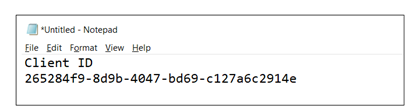 *Untitled - Notepad
File Edit Format View Help
Client ID
265284f9-8d9b-4047-bd69-c127a6c2914e